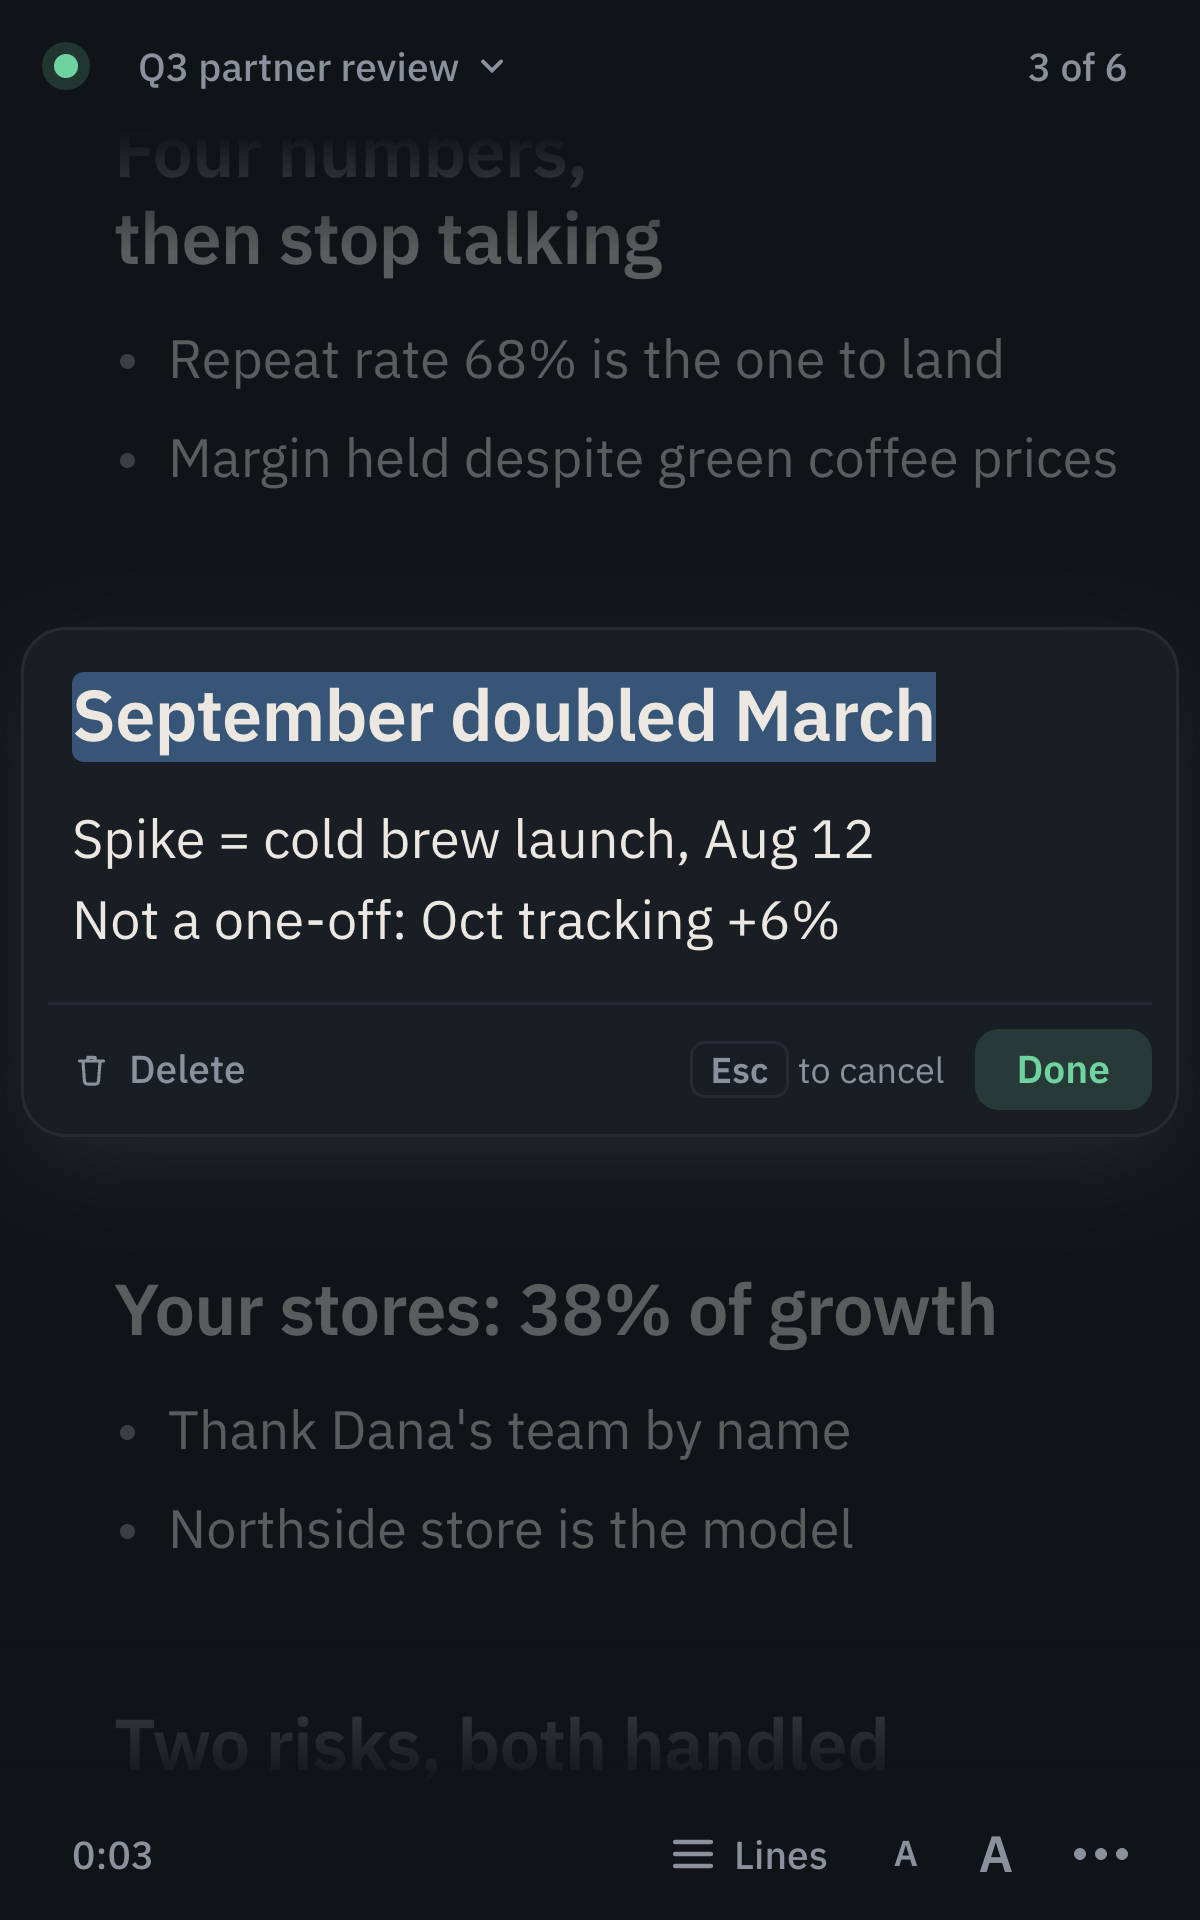 Q3 partner review
3 of 6
Four numbers,
then stop talking
• Repeat rate 68% is the one to land
• Margin held despite green coffee prices
September doubled March
Spike = cold brew launch, Aug 12
Not a one-off: Oct tracking +6%
Delete
Esc to cancel
Done
Your stores: 38% of growth
• Thank Dana's team by name
• Northside store is the model
Two risks, both handled
0:03
Lines
A
A